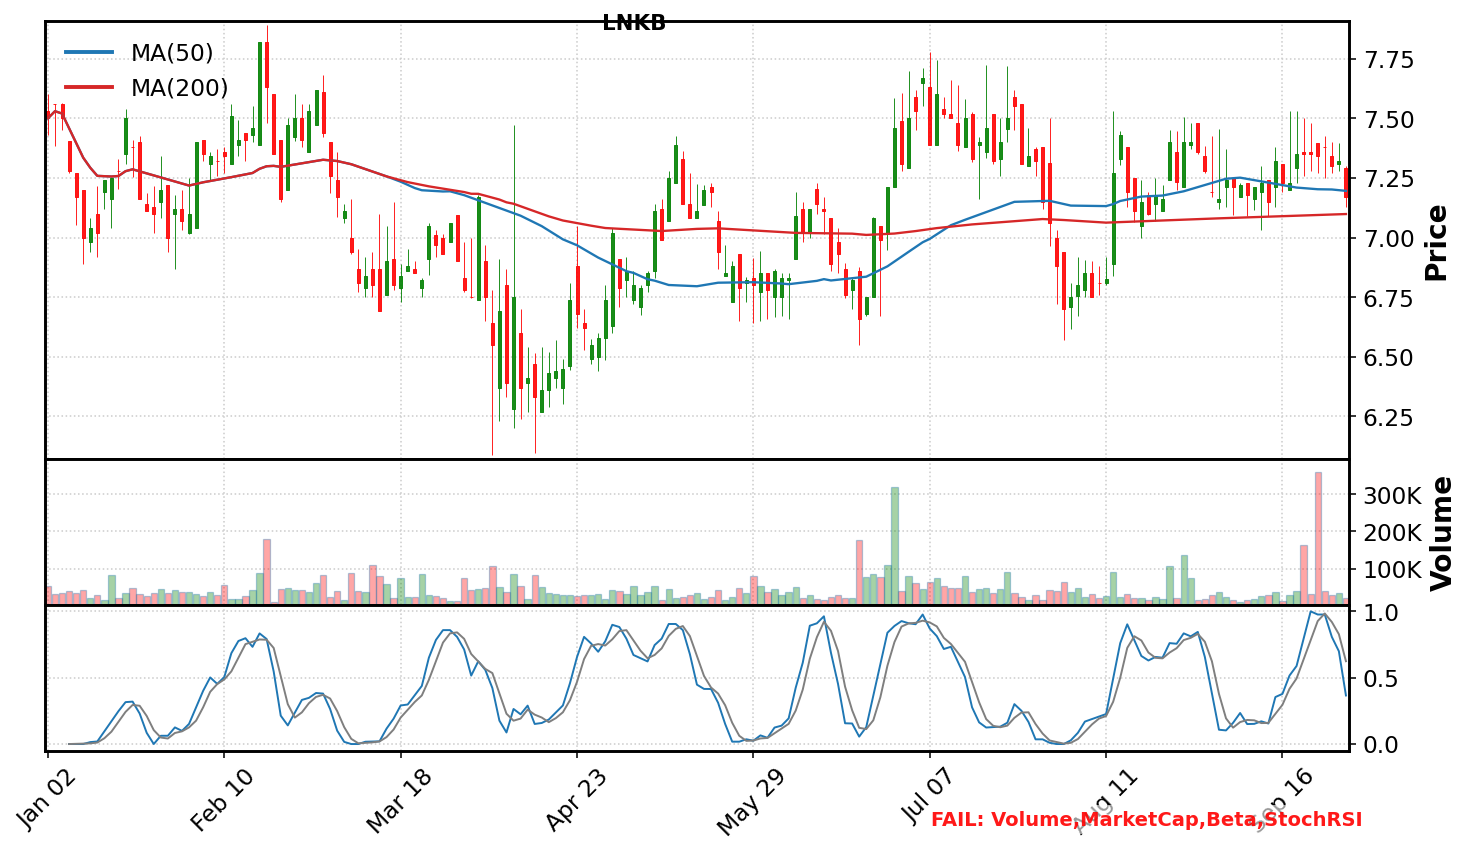 LNKB
MA(50)
MA(200)
7.75
7.50
7.25
7.00
6.75
6.50
6.25
Price
300K
200K
100K
Volume
1.0
0.5
0.0
Jan 02
Feb 10
Mar 18
Apr 23
May 29
Jul 07
Aug 11
Sep 16
FAIL: Volume,MarketCap,Beta,StochRSI